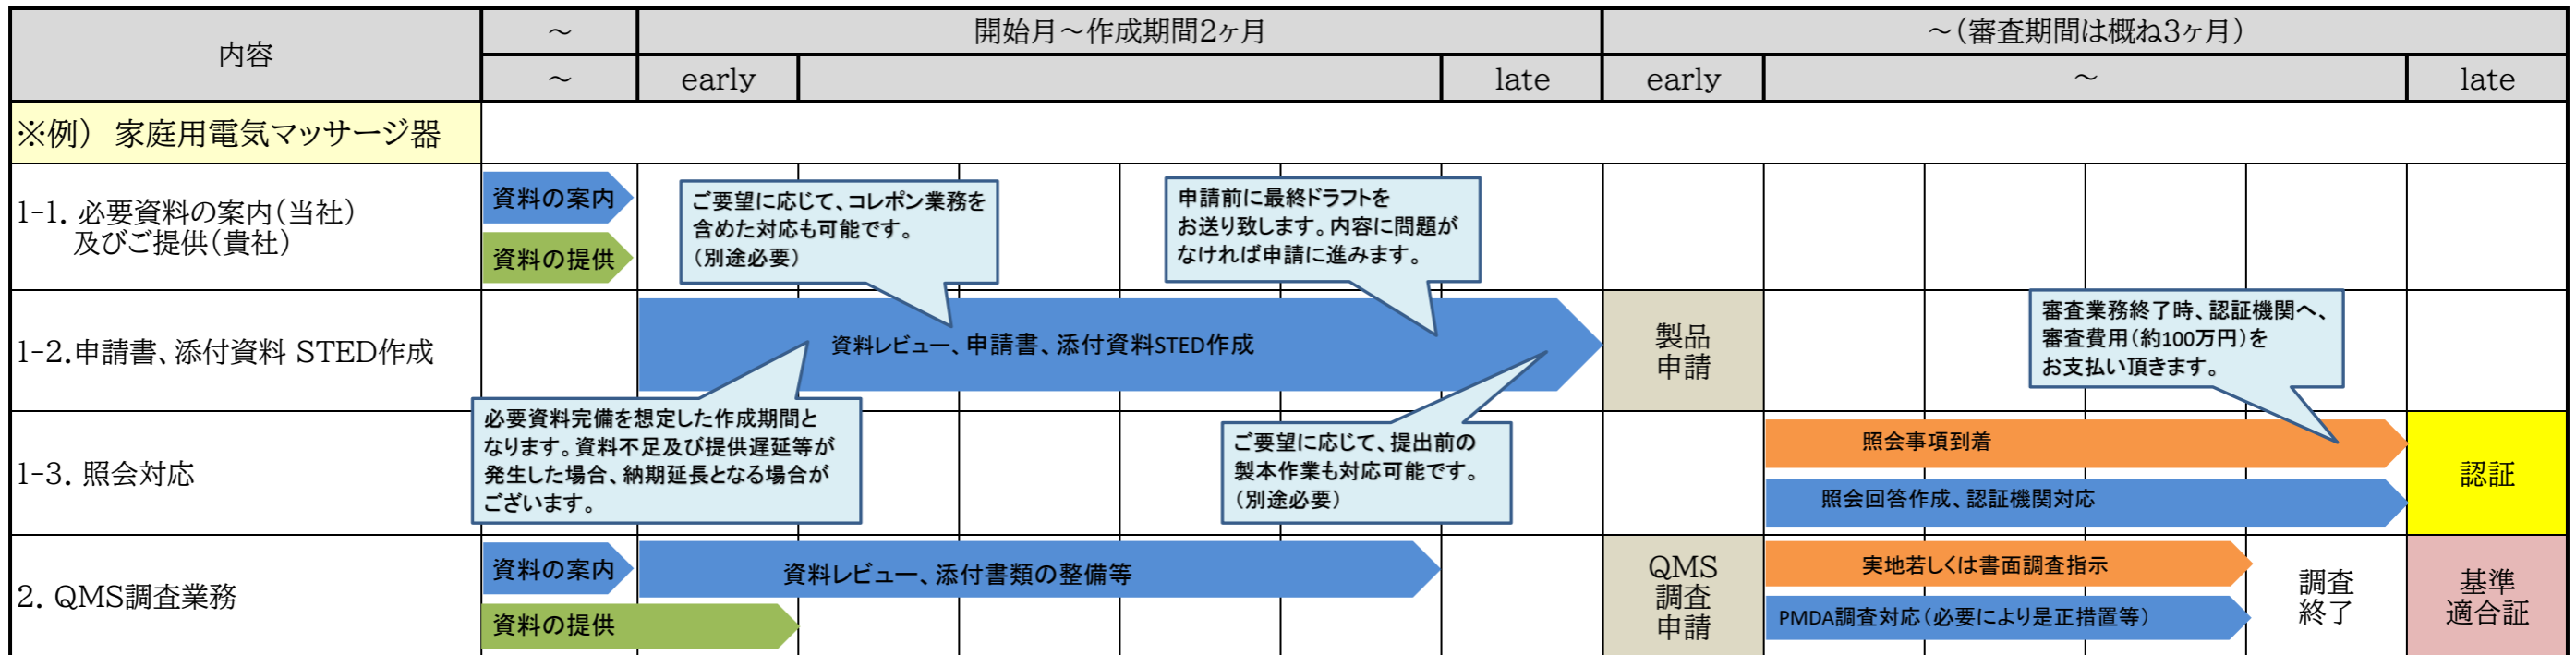 内容
～
開始月～作成期間2ヶ月
～(審査期間は概ね3ヶ月)
～
early
late
early
～
late
※例） 家庭用電気マッサージ器
1-1. 必要資料の案内(当社)
及びご提供(貴社)
資料の案内
資料の提供
ご要望に応じて、コレポン業務を
含めた対応も可能です。
(別途必要)
申請前に最終ドラフトを
お送り致します。内容に問題が
なければ申請に進みます。
1-2.申請書、添付資料 STED作成
資料レビュー、申請書、添付資料STED作成
製品
申請
審査業務終了時、認証機関へ、
審査費用(約100万円)を
お支払い頂きます。
必要資料完備を想定した作成期間と
なります。資料不足及び提供遅延等が
発生した場合、納期延長となる場合が
ございます。
ご要望に応じて、提出前の
製本作業も対応可能です。
(別途必要)
1-3. 照会対応
照会事項到着
照会回答作成、認証機関対応
認証
2. QMS調査業務
資料の案内
資料の提供
資料レビュー、添付書類の整備等
QMS
調査
申請
実地若しくは書面調査指示
PMDA調査対応(必要により是正措置等)
調査
終了
基準
適合証